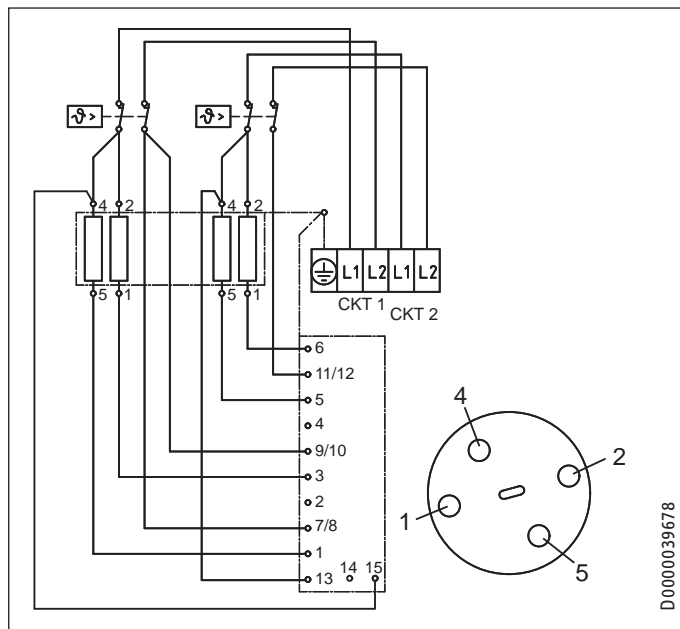 ϑ >
ϑ >
4 2 4 2
5 1 5 1
L1 L2 L1 L2
CKT 1 CKT 2
6
11/12
5
4
9/10
3
2
7/8
1
13 14 15
4
2
1
5
D0000039678